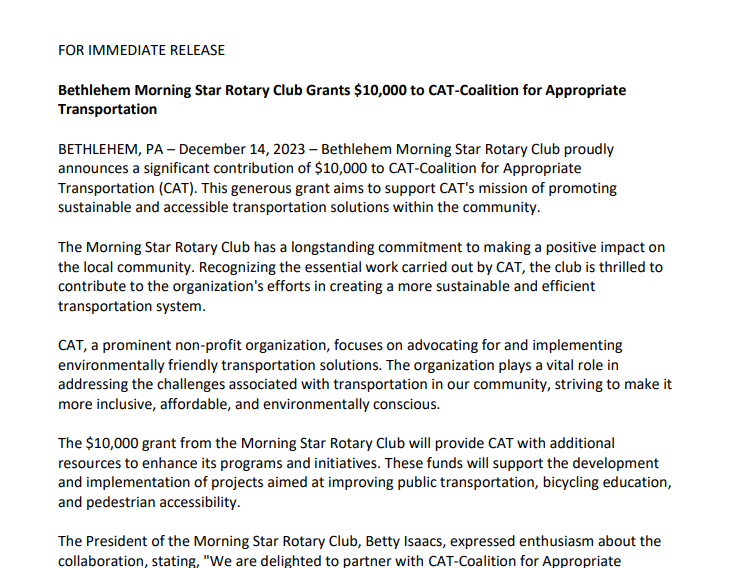 FOR IMMEDIATE RELEASE
Bethlehem Morning Star Rotary Club Grants $10,000 to CAT-Coalition for Appropriate
Transportation
BETHLEHEM, PA – December 14, 2023 – Bethlehem Morning Star Rotary Club proudly
announces a significant contribution of $10,000 to CAT-Coalition for Appropriate
Transportation (CAT). This generous grant aims to support CAT's mission of promoting
sustainable and accessible transportation solutions within the community.
The Morning Star Rotary Club has a longstanding commitment to making a positive impact on
the local community. Recognizing the essential work carried out by CAT, the club is thrilled to
contribute to the organization's efforts in creating a more sustainable and efficient
transportation system.
CAT, a prominent non-profit organization, focuses on advocating for and implementing
environmentally friendly transportation solutions. The organization plays a vital role in
addressing the challenges associated with transportation in our community, striving to make it
more inclusive, affordable, and environmentally conscious.
The $10,000 grant from the Morning Star Rotary Club will provide CAT with additional
resources to enhance its programs and initiatives. These funds will support the development
and implementation of projects aimed at improving public transportation, bicycling education,
and pedestrian accessibility.
The President of the Morning Star Rotary Club, Betty Isaacs, expressed enthusiasm about the
collaboration, stating, "We are delighted to partner with CAT-Coalition for Appropriate